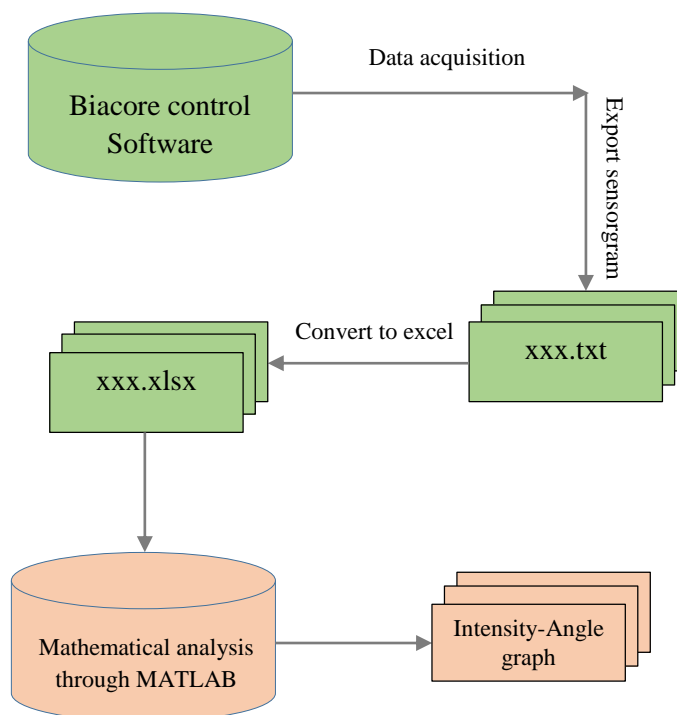 Biacore control
Software
Data acquisition
Export sensorgram
xxx.txt
Convert to excel
xxx.xlsx
Mathematical analysis
through MATLAB
Intensity-Angle
graph